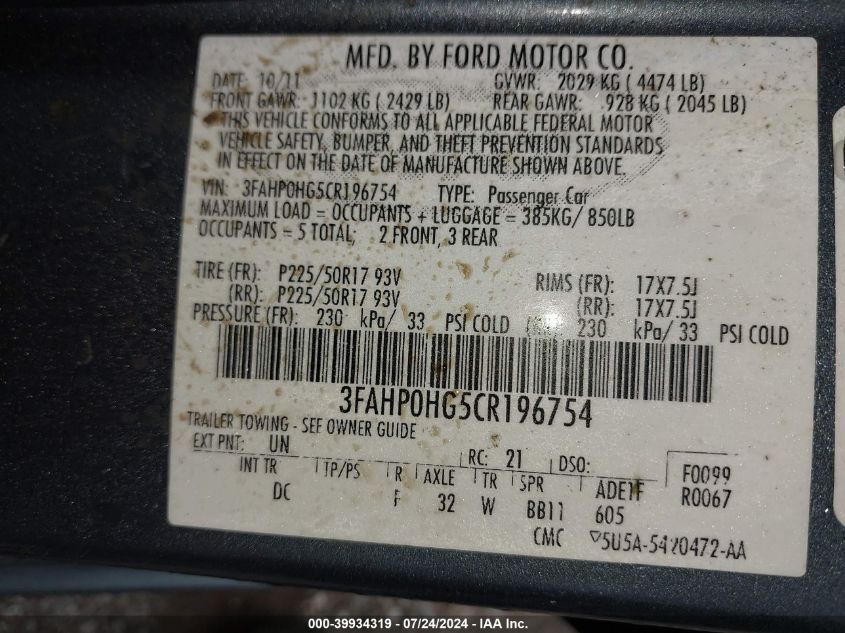 MFD. BY FORD MOTOR CO.
DATE: 10/11 GVWR: 2029 KG ( 4474 LB)
FRONT GAWR: 1102 KG ( 2429 LB) REAR GAWR: 928 KG ( 2045 LB)
THIS VEHICLE CONFORMS TO ALL APPLICABLE FEDERAL MOTOR
VEHICLE SAFETY, BUMPER, AND THEFT PREVENTION STANDARDS
IN EFFECT ON THE DATE OF MANUFACTURE SHOWN ABOVE.
VIN: 3FAHP0HG5CR196754 TYPE: Passenger Car
MAXIMUM LOAD = OCCUPANTS + LUGGAGE = 385KG/ 850LB
OCCUPANTS = 5 TOTAL; 2 FRONT, 3 REAR
TIRE (FR): P225/50R17 93V RIMS (FR): 17X7.5J
(RR): P225/50R17 93V (RR): 17X7.5J
PRESSURE (FR): 230 kPa/ 33 PSI COLD 230 kPa/ 33 PSI COLD
3FAHP0HG5CR196754
TRAILER TOWING - SEE OWNER GUIDE
EXT PNT: UN RC: 21 DSO: F0099
INT TR TP/PS R AXLE TR SPR ADE1F R0067
DC F 32 W BB11 605
CMC 5U5A-5420472-AA
000-39934319 - 07/24/2024 - IAA Inc.